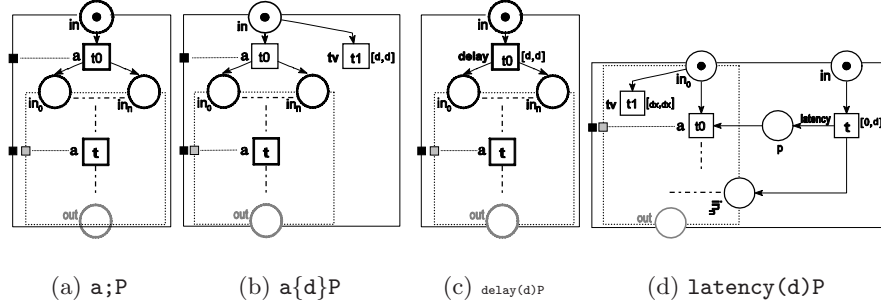 in
a t0
in0 inn
a t
out
(a) a;P
in
a t0 tv t1 [d,d]
in0 inn
a t
out
(b) a{d}P
in
delay t0 [d,d]
in0 inn
a t
out
(c) delay(d)P
in0 in
tv t1 [dx,dx]
a t0 latency t [0,d]
p
inn
out
(d) latency(d)P